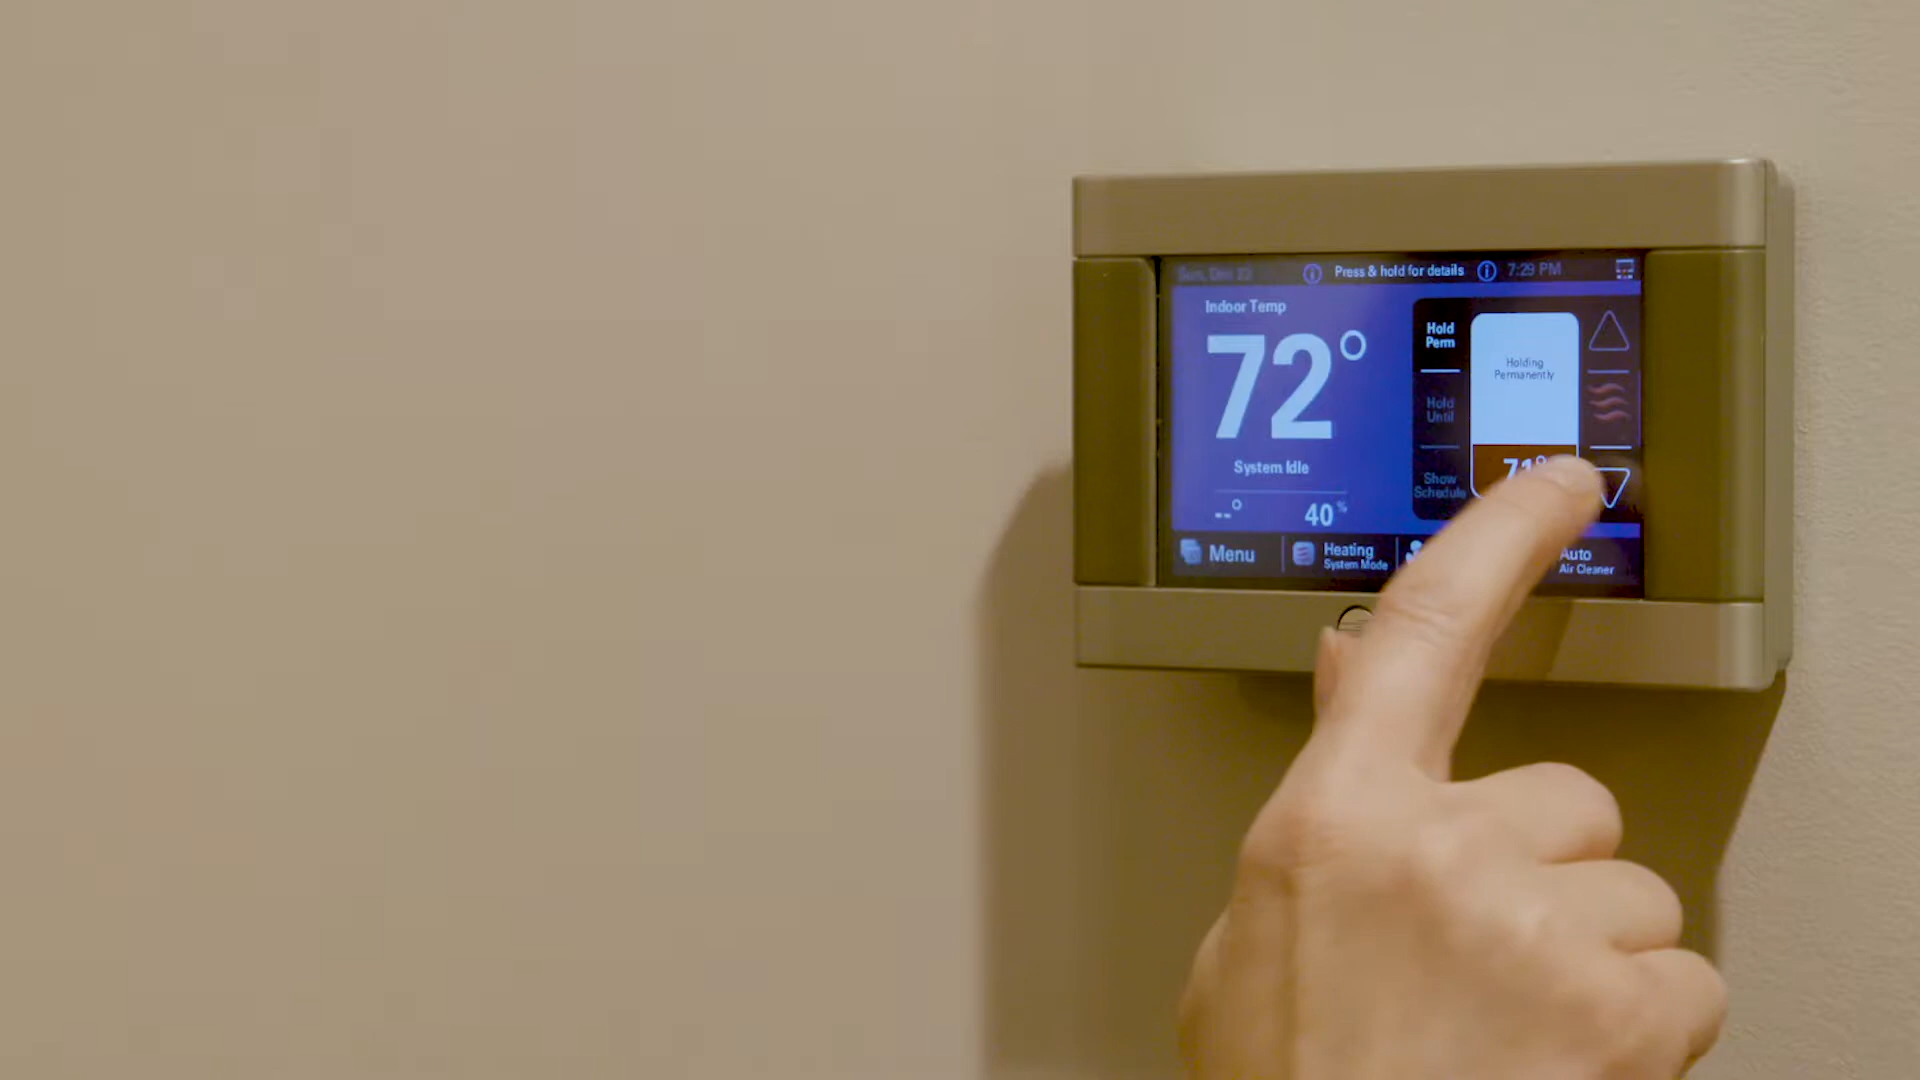 Press & hold for details
7:29 PM
Indoor Temp
72°
System Idle
--°
40%
Hold
Perm
Hold
Until
Show
Schedule
Holding
Permanently
71°
Menu
Heating
System Mode
Auto
Air Cleaner